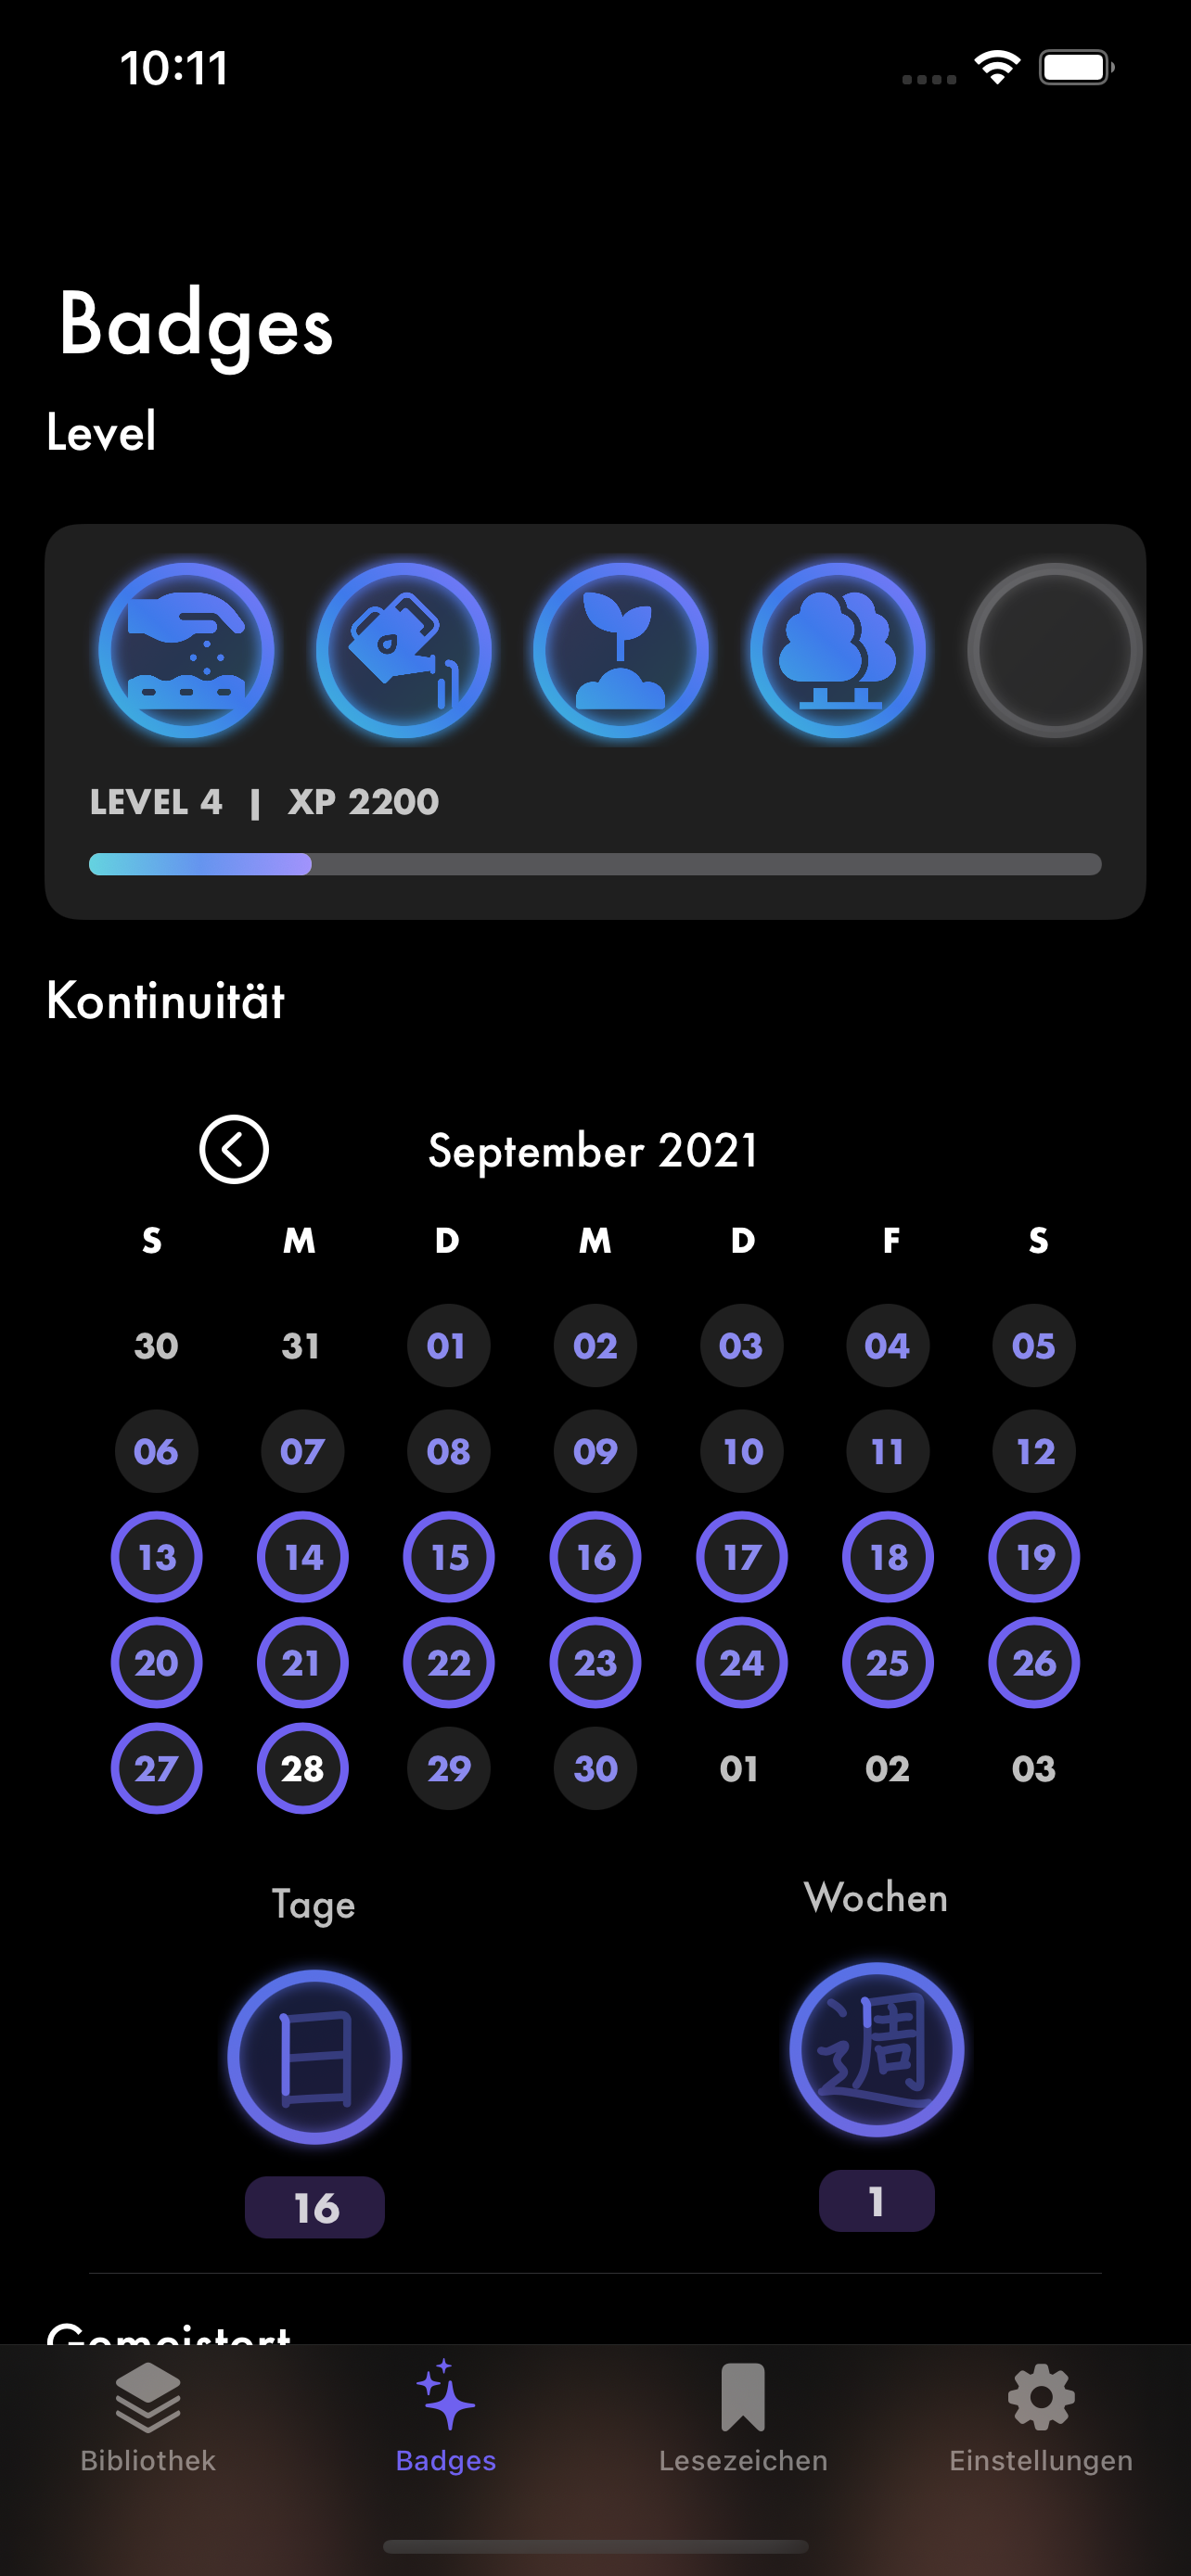 10:11
Badges
Level
LEVEL 4 | XP 2200
Kontinuität
September 2021
S M D M D F S
30 31 01 02 03 04 05
06 07 08 09 10 11 12
13 14 15 16 17 18 19
20 21 22 23 24 25 26
27 28 29 30 01 02 03
Tage Wochen
日 週
16 1
Gemeistert
Bibliothek Badges Lesezeichen Einstellungen